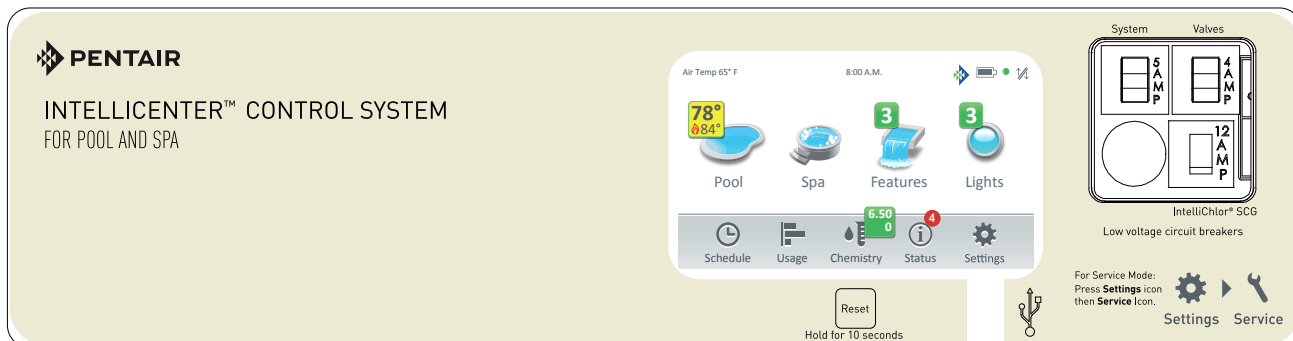 PENTAIR
INTELLICENTER™ CONTROL SYSTEM
FOR POOL AND SPA
Air Temp 65° F
8:00 A.M.
78°
84°
3
3
Pool
Spa
Features
Lights
6.50
0
4
Schedule
Usage
Chemistry
Status
Settings
Reset
Hold for 10 seconds
System
Valves
5 AMP
4 AMP
12 AMP
IntelliChlor® SCG
Low voltage circuit breakers
For Service Mode:
Press Settings icon
then Service Icon.
Settings
Service